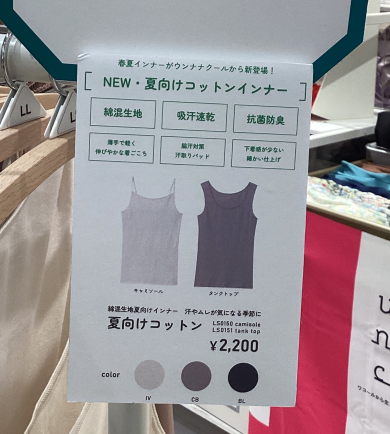 春夏インナーがウンナナクールから新登場！
NEW・夏向けコットンインナー
綿混生地
吸汗速乾
抗菌防臭
薄手で軽く
伸びやかな着ごこち
脇汗対策
汗取りパッド
下着感が少ない
細かい仕上げ
キャミソール
タンクトップ
綿混生地夏向けインナー 汗やムレが気になる季節に
夏向けコットン
LS0150 camisole
LS0151 tank top
¥2,200
color
IV
CB
BL
LL
LL